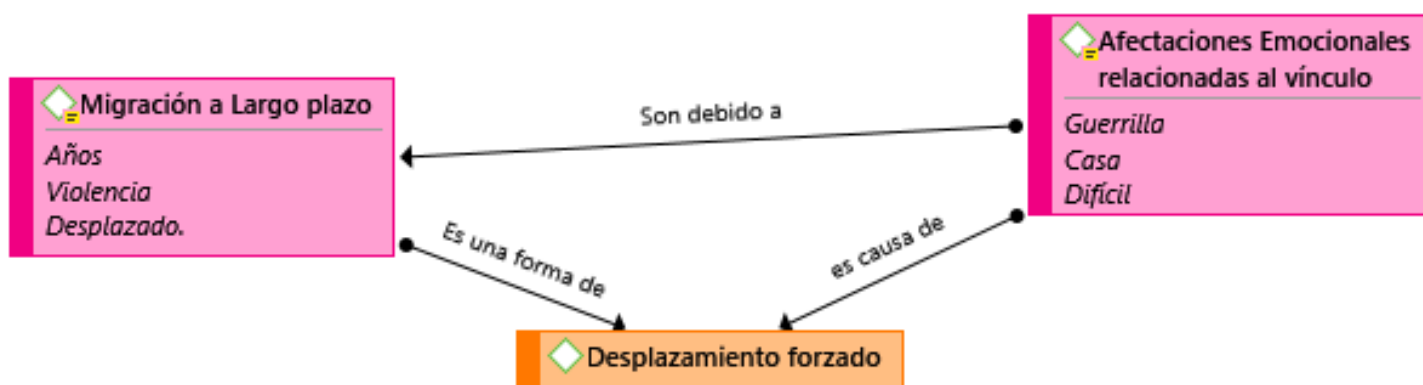 Migración a Largo plazo
Años
Violencia
Desplazado.
Son debido a
Afectaciones Emocionales
relacionadas al vínculo
Guerrilla
Casa
Difícil
Es una forma de
es causa de
Desplazamiento forzado